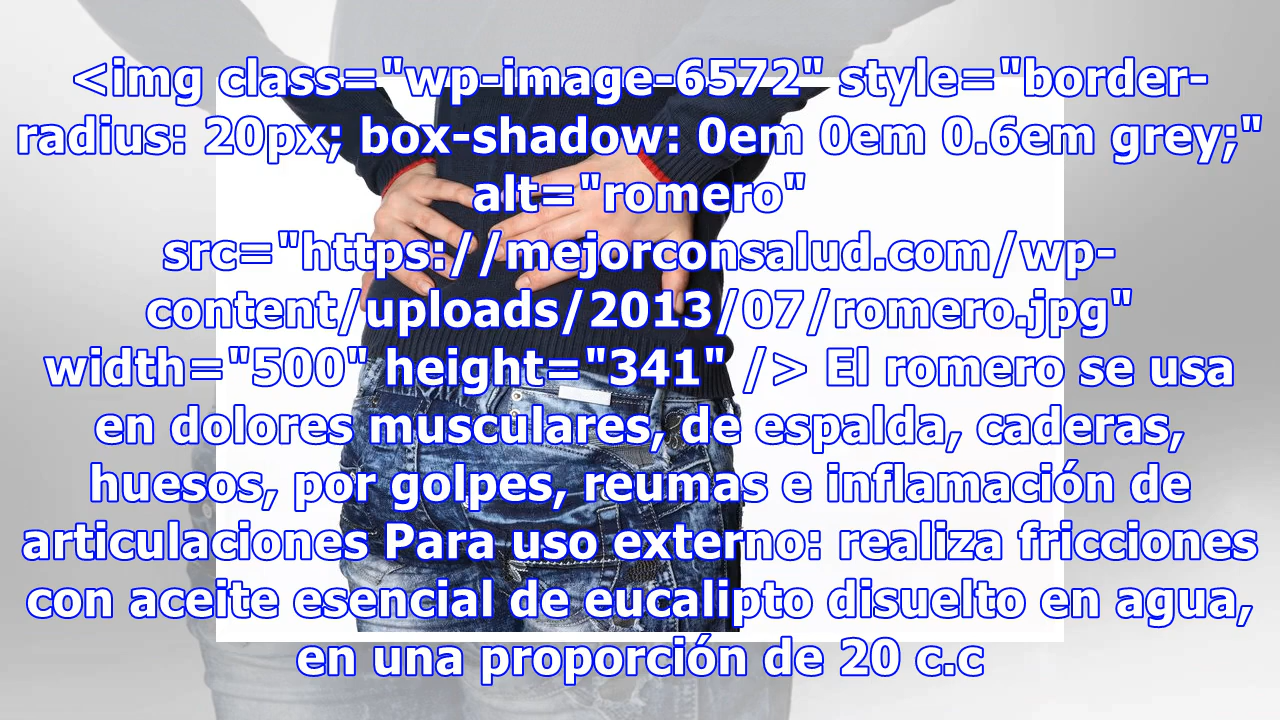 <img class="wp-image-6572" style="border-
radius: 20px; box-shadow: 0em 0em 0.6em grey;"
alt="romero"
src="https://mejorconsalud.com/wp-
content/uploads/2013/07/romero.jpg"
width="500" height="341" /> El romero se usa
en dolores musculares, de espalda, caderas,
huesos, por golpes, reumas e inflamación de
articulaciones Para uso externo: realiza fricciones
con aceite esencial de eucalipto disuelto en agua,
en una proporción de 20 c.c